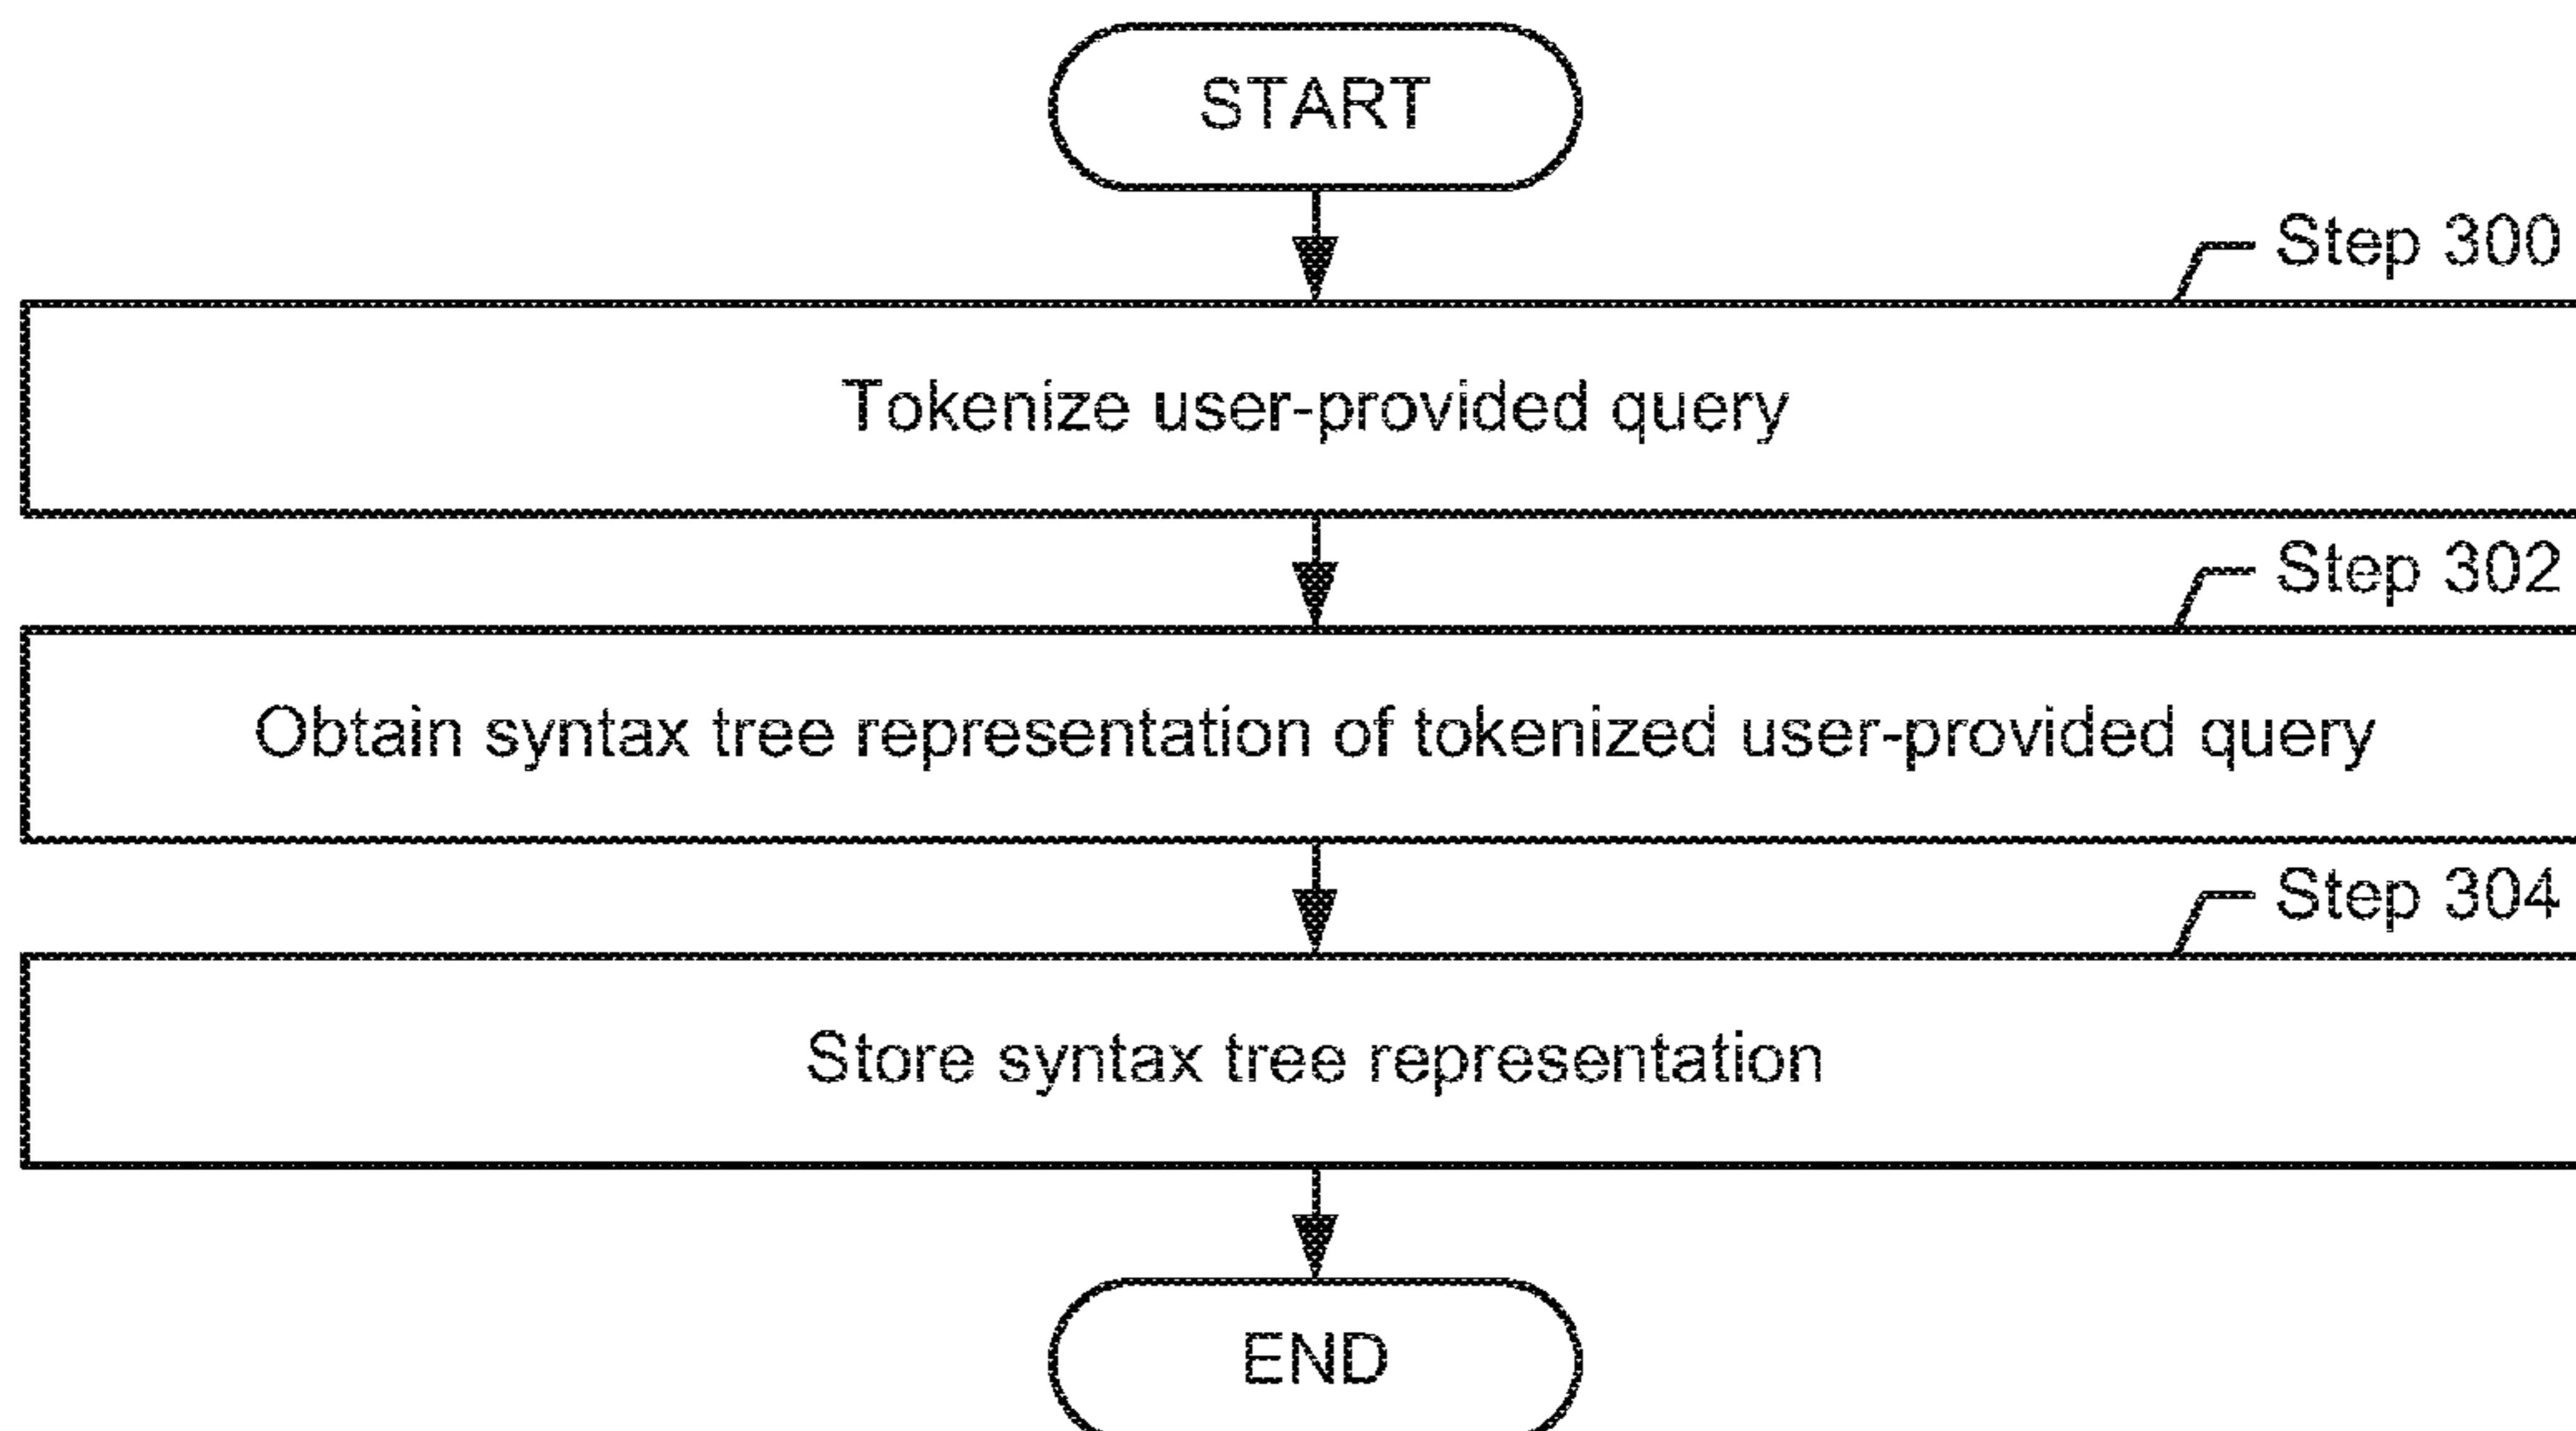 START
Step 300
Tokenize user-provided query
Step 302
Obtain syntax tree representation of tokenized user-provided query
Step 304
Store syntax tree representation
END